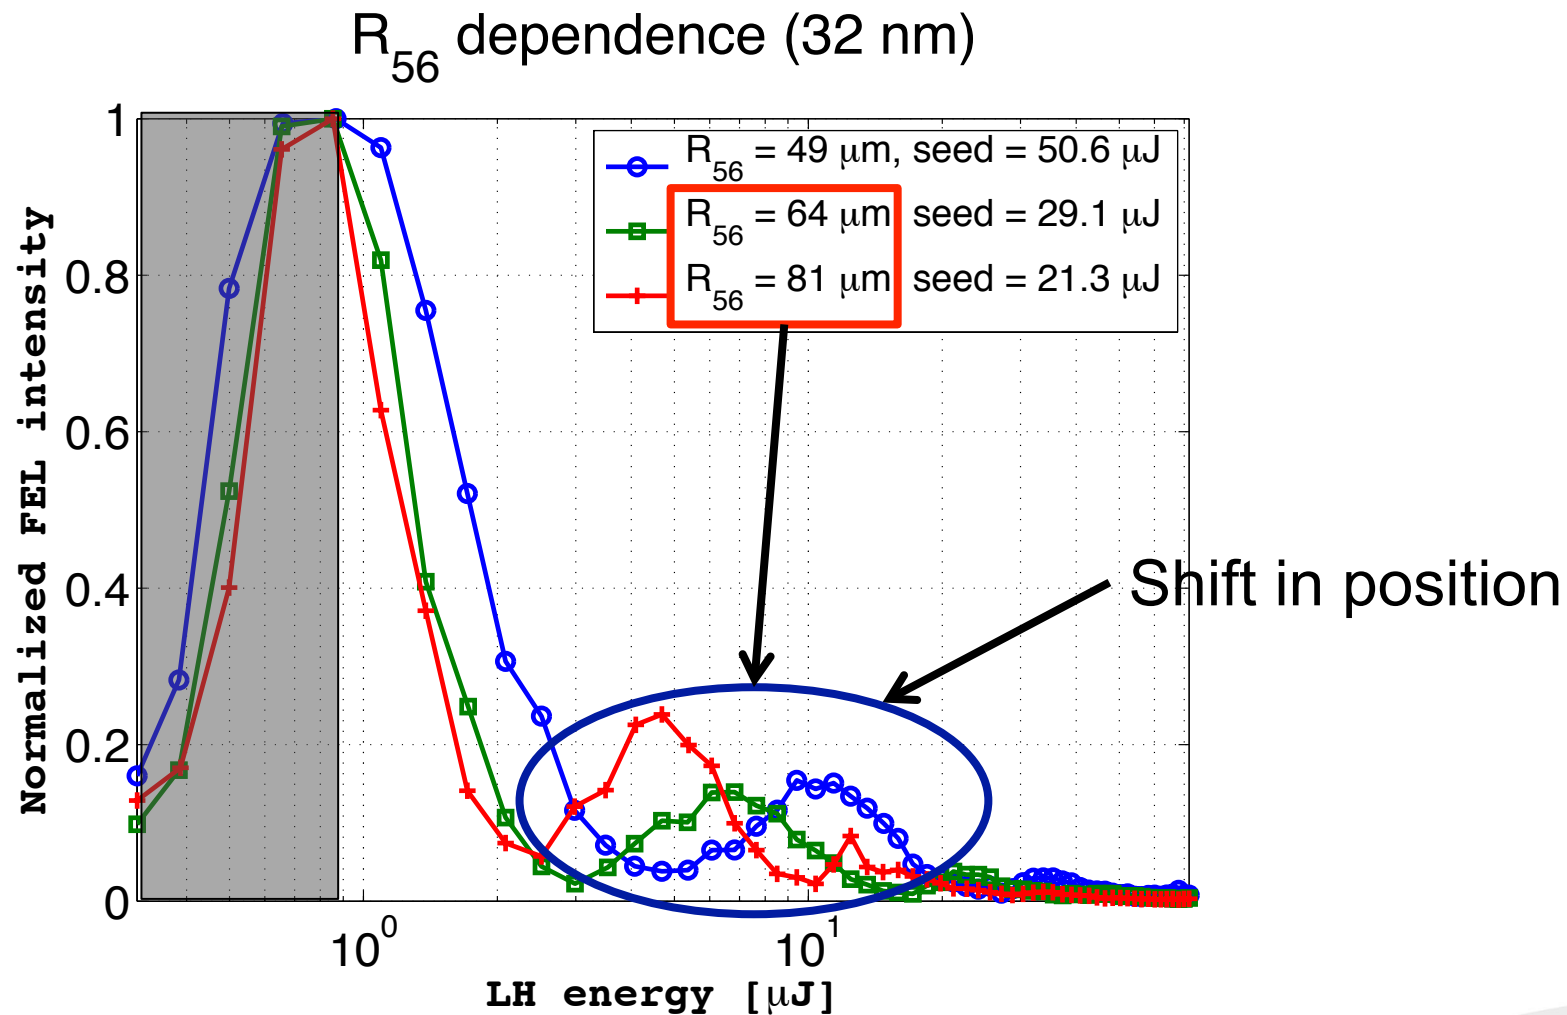 R56 dependence (32 nm)
R56 = 49 μm, seed = 50.6 μJ
R56 = 64 μm seed = 29.1 μJ
R56 = 81 μm seed = 21.3 μJ
Shift in position
Normalized FEL intensity
1
0.8
0.6
0.4
0.2
0
10^0 10^1
LH energy [μJ]